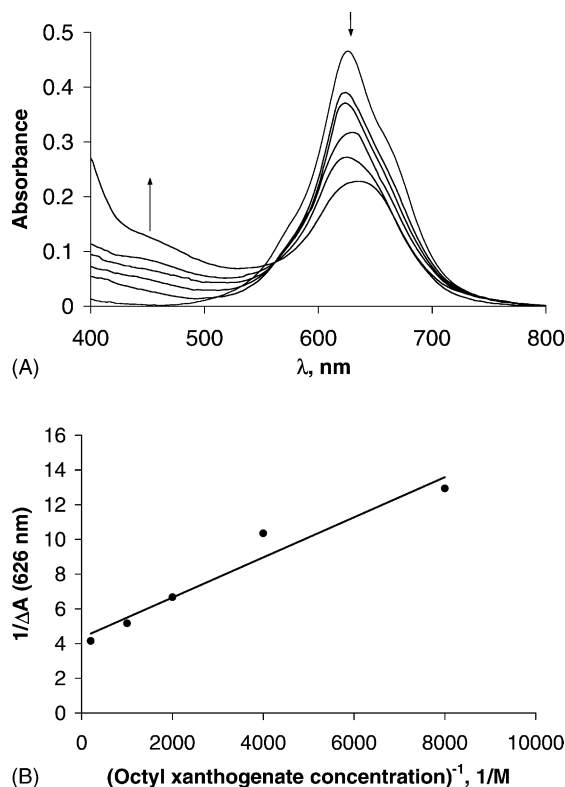 0.5
0.4
0.3
0.2
0.1
0
Absorbance
400 500 600 700 800
λ, nm
(A)
16
14
12
10
8
6
4
2
0
1/ΔA (626 nm)
0 2000 4000 6000 8000 10000
(Octyl xanthogenate concentration)⁻¹, 1/M
(B)